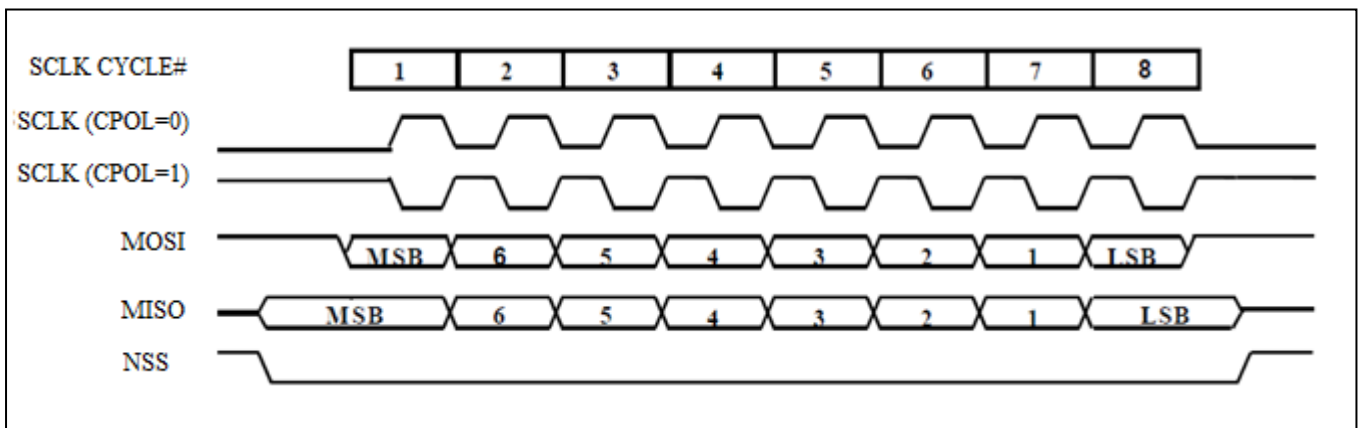 SCLK CYCLE# 1 2 3 4 5 6 7 8
SCLK (CPOL=0)
SCLK (CPOL=1)
MOSI MSB 6 5 4 3 2 1 LSB
MISO MSB 6 5 4 3 2 1 LSB
NSS